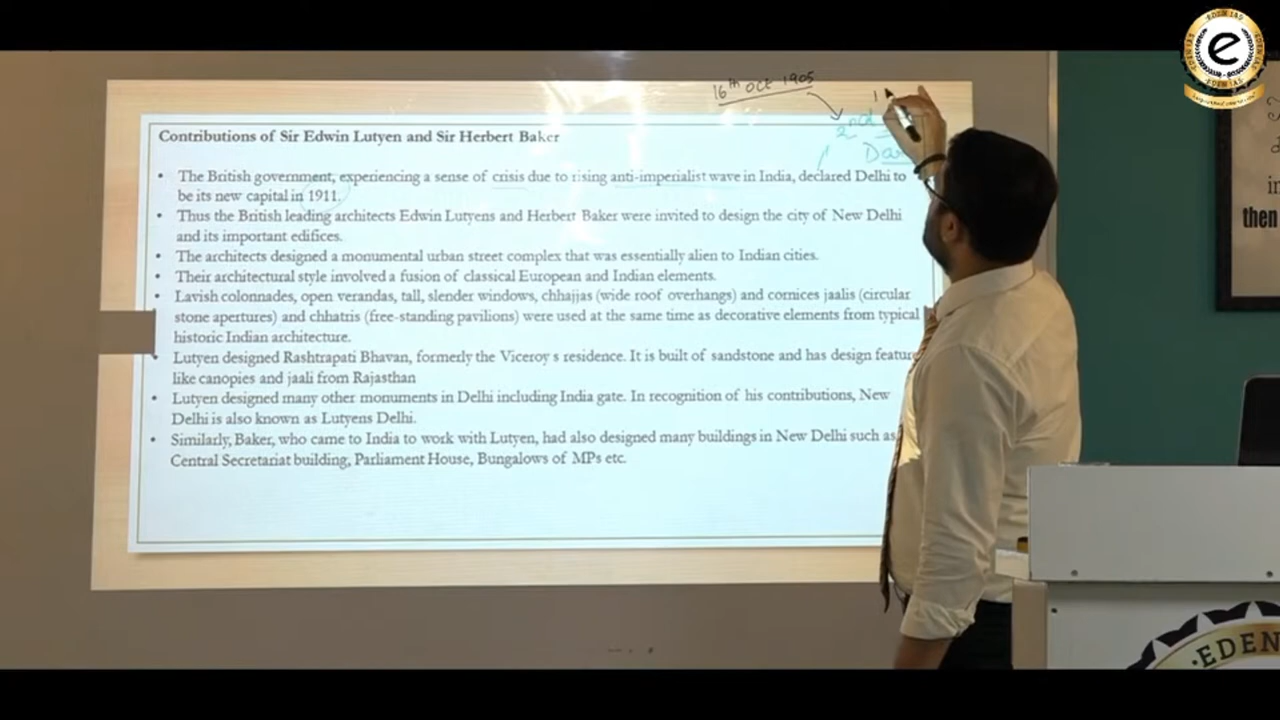 16th Oct 1905
2nd
Contributions of Sir Edwin Lutyen and Sir Herbert Baker
• The British government, experiencing a sense of crisis due to rising anti-imperialist wave in India, declared Delhi to
be its new capital in 1911.
• Thus the British leading architects Edwin Lutyens and Herbert Baker were invited to design the city of New Delhi
and its important edifices.
• The architects designed a monumental urban street complex that was essentially alien to Indian cities.
• Their architectural style involved a fusion of classical European and Indian elements.
• Lavish colonnades, open verandas, tall, slender windows, chhajjas (wide roof overhangs) and cornices jaalis (circular
stone apertures) and chhatris (free-standing pavilions) were used at the same time as decorative elements from typical
historic Indian architecture.
• Lutyen designed Rashtrapati Bhavan, formerly the Viceroy s residence. It is built of sandstone and has design featur
like canopies and jaali from Rajasthan
• Lutyen designed many other monuments in Delhi including India gate. In recognition of his contributions, New
Delhi is also known as Lutyens Delhi.
• Similarly, Baker, who came to India to work with Lutyen, had also designed many buildings in New Delhi such as
Central Secretariat building, Parliament House, Bungalows of MPs etc.
EDEN IAS
e
then
in
EDEN